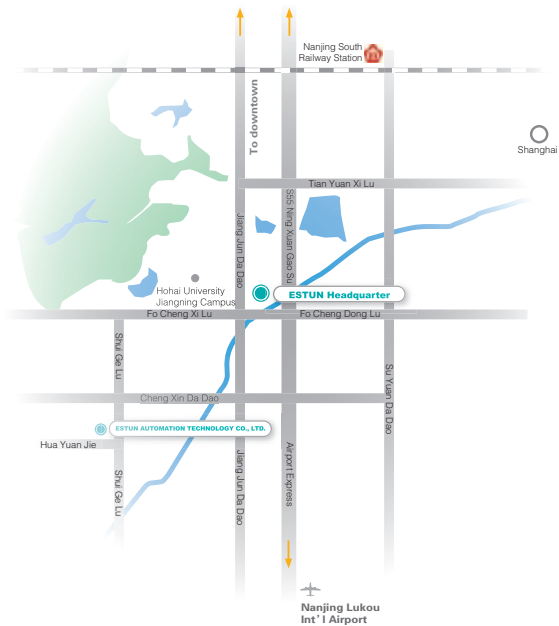 Nanjing South
Railway Station
To downtown
Shanghai
Tian Yuan Xi Lu
S55 Ning Xuan Gao Su
Jiang Jun Da Dao
Hohai University
Jiangning Campus
ESTUN Headquarter
Fo Cheng Xi Lu
Fo Cheng Dong Lu
Shui Ge Lu
Su Yuan Da Dao
Cheng Xin Da Dao
ESTUN AUTOMATION TECHNOLOGY CO., LTD.
Hua Yuan Jie
Shui Ge Lu
Jiang Jun Da Dao
Airport Express
Nanjing Lukou
Int' l Airport